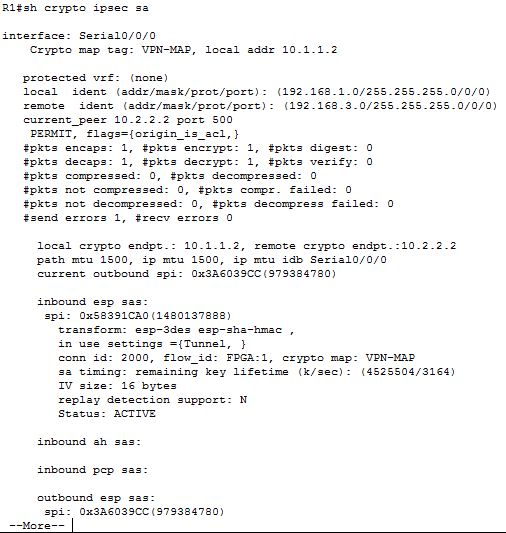 R1#sh crypto ipsec sa
interface: Serial0/0/0
Crypto map tag: VPN-MAP, local addr 10.1.1.2
protected vrf: (none)
local ident (addr/mask/prot/port): (192.168.1.0/255.255.255.0/0/0)
remote ident (addr/mask/prot/port): (192.168.3.0/255.255.255.0/0/0)
current_peer 10.2.2.2 port 500
PERMIT, flags={origin_is_acl,}
#pkts encaps: 1, #pkts encrypt: 1, #pkts digest: 0
#pkts decaps: 1, #pkts decrypt: 1, #pkts verify: 0
#pkts compressed: 0, #pkts decompressed: 0
#pkts not compressed: 0, #pkts compr. failed: 0
#pkts not decompressed: 0, #pkts decompress failed: 0
#send errors 1, #recv errors 0
local crypto endpt.: 10.1.1.2, remote crypto endpt.:10.2.2.2
path mtu 1500, ip mtu 1500, ip mtu idb Serial0/0/0
current outbound spi: 0x3A6039CC(979384780)
inbound esp sas:
spi: 0x58391CA0(1480137888)
transform: esp-3des esp-sha-hmac ,
in use settings ={Tunnel, }
conn id: 2000, flow_id: FPGA:1, crypto map: VPN-MAP
sa timing: remaining key lifetime (k/sec): (4525504/3164)
IV size: 16 bytes
replay detection support: N
Status: ACTIVE
inbound ah sas:
inbound pcp sas:
outbound esp sas:
spi: 0x3A6039CC(979384780)
--More--